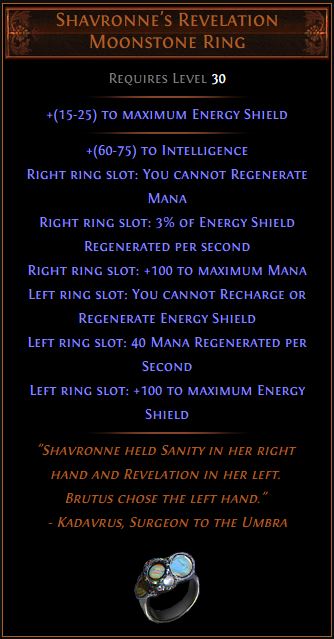 Shavronne's Revelation
Moonstone Ring
Requires Level 30
+(15-25) to maximum Energy Shield
+(60-75) to Intelligence
Right ring slot: You cannot Regenerate
Mana
Right ring slot: 3% of Energy Shield
Regenerated per second
Right ring slot: +100 to maximum Mana
Left ring slot: You cannot Recharge or
Regenerate Energy Shield
Left ring slot: 40 Mana Regenerated per
Second
Left ring slot: +100 to maximum Energy
Shield
"Shavronne held Sanity in her right
hand and Revelation in her left.
Brutus chose the left hand."
- Kadavrus, Surgeon to the Umbra